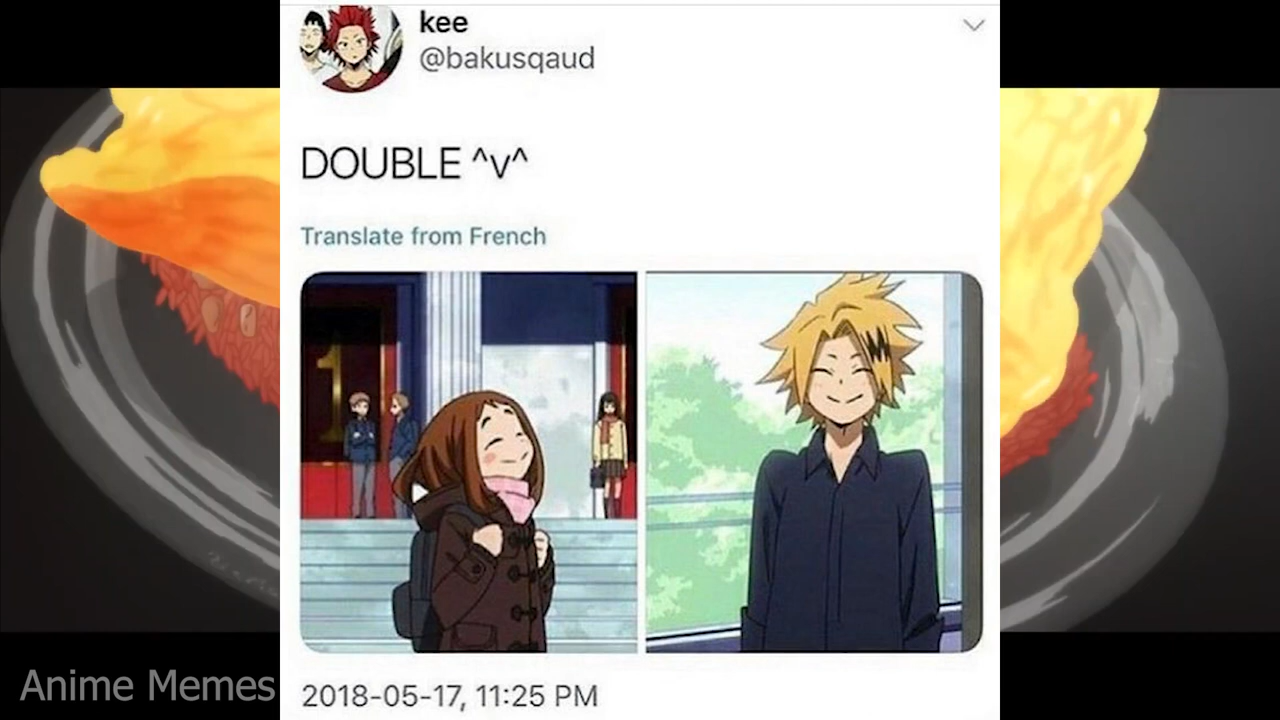 kee
@bakusqaud
DOUBLE ^v^
Translate from French
1
2018-05-17, 11:25 PM
Anime Memes